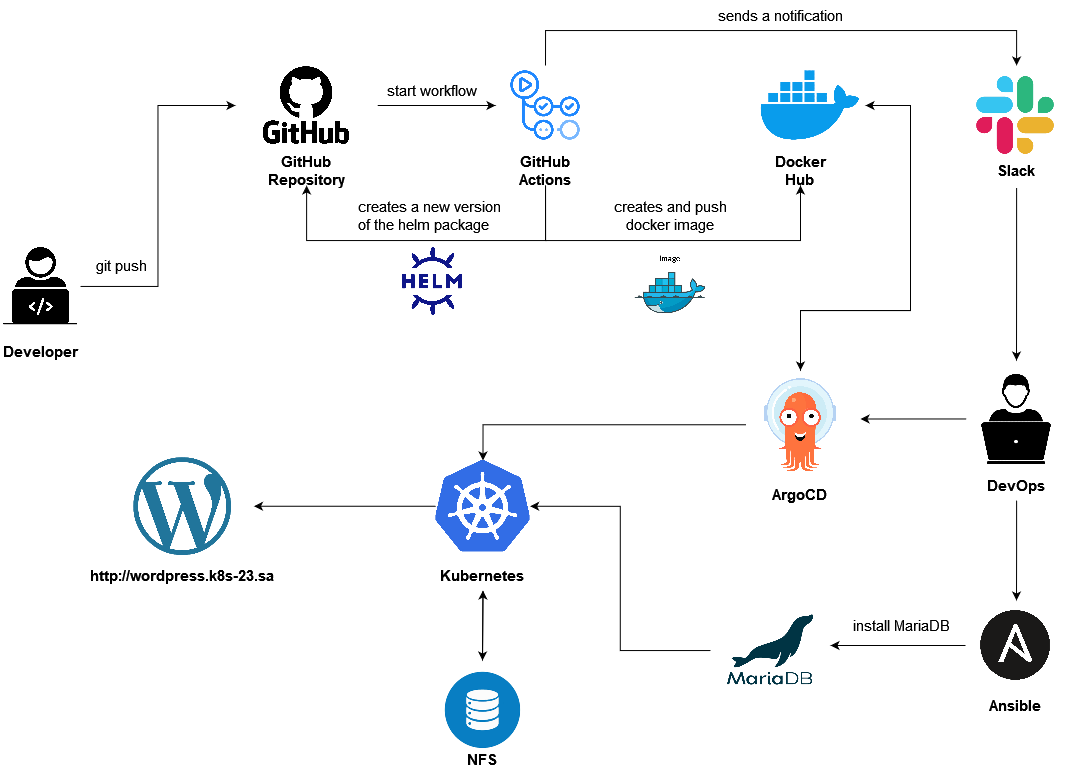 sends a notification
start workflow
GitHub
GitHub
Repository
GitHub
Actions
Docker
Hub
Slack
creates a new version
of the helm package
creates and push
docker image
HELM
image
git push
</>
Developer
ArgoCD
DevOps
W
http://wordpress.k8s-23.sa
Kubernetes
install MariaDB
MariaDB
A
Ansible
NFS